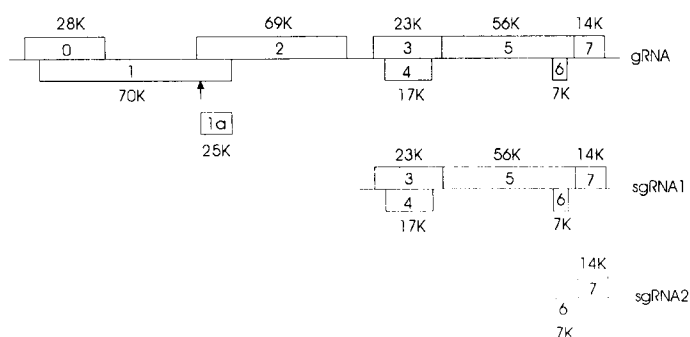 28K 69K 23K 56K 14K
0 2 3 5 7 gRNA
1 4 6
70K 17K 7K
1a
25K
23K 56K 14K
3 5 7 sgRNA1
4 6
17K 7K
14K
7 sgRNA2
6
7K